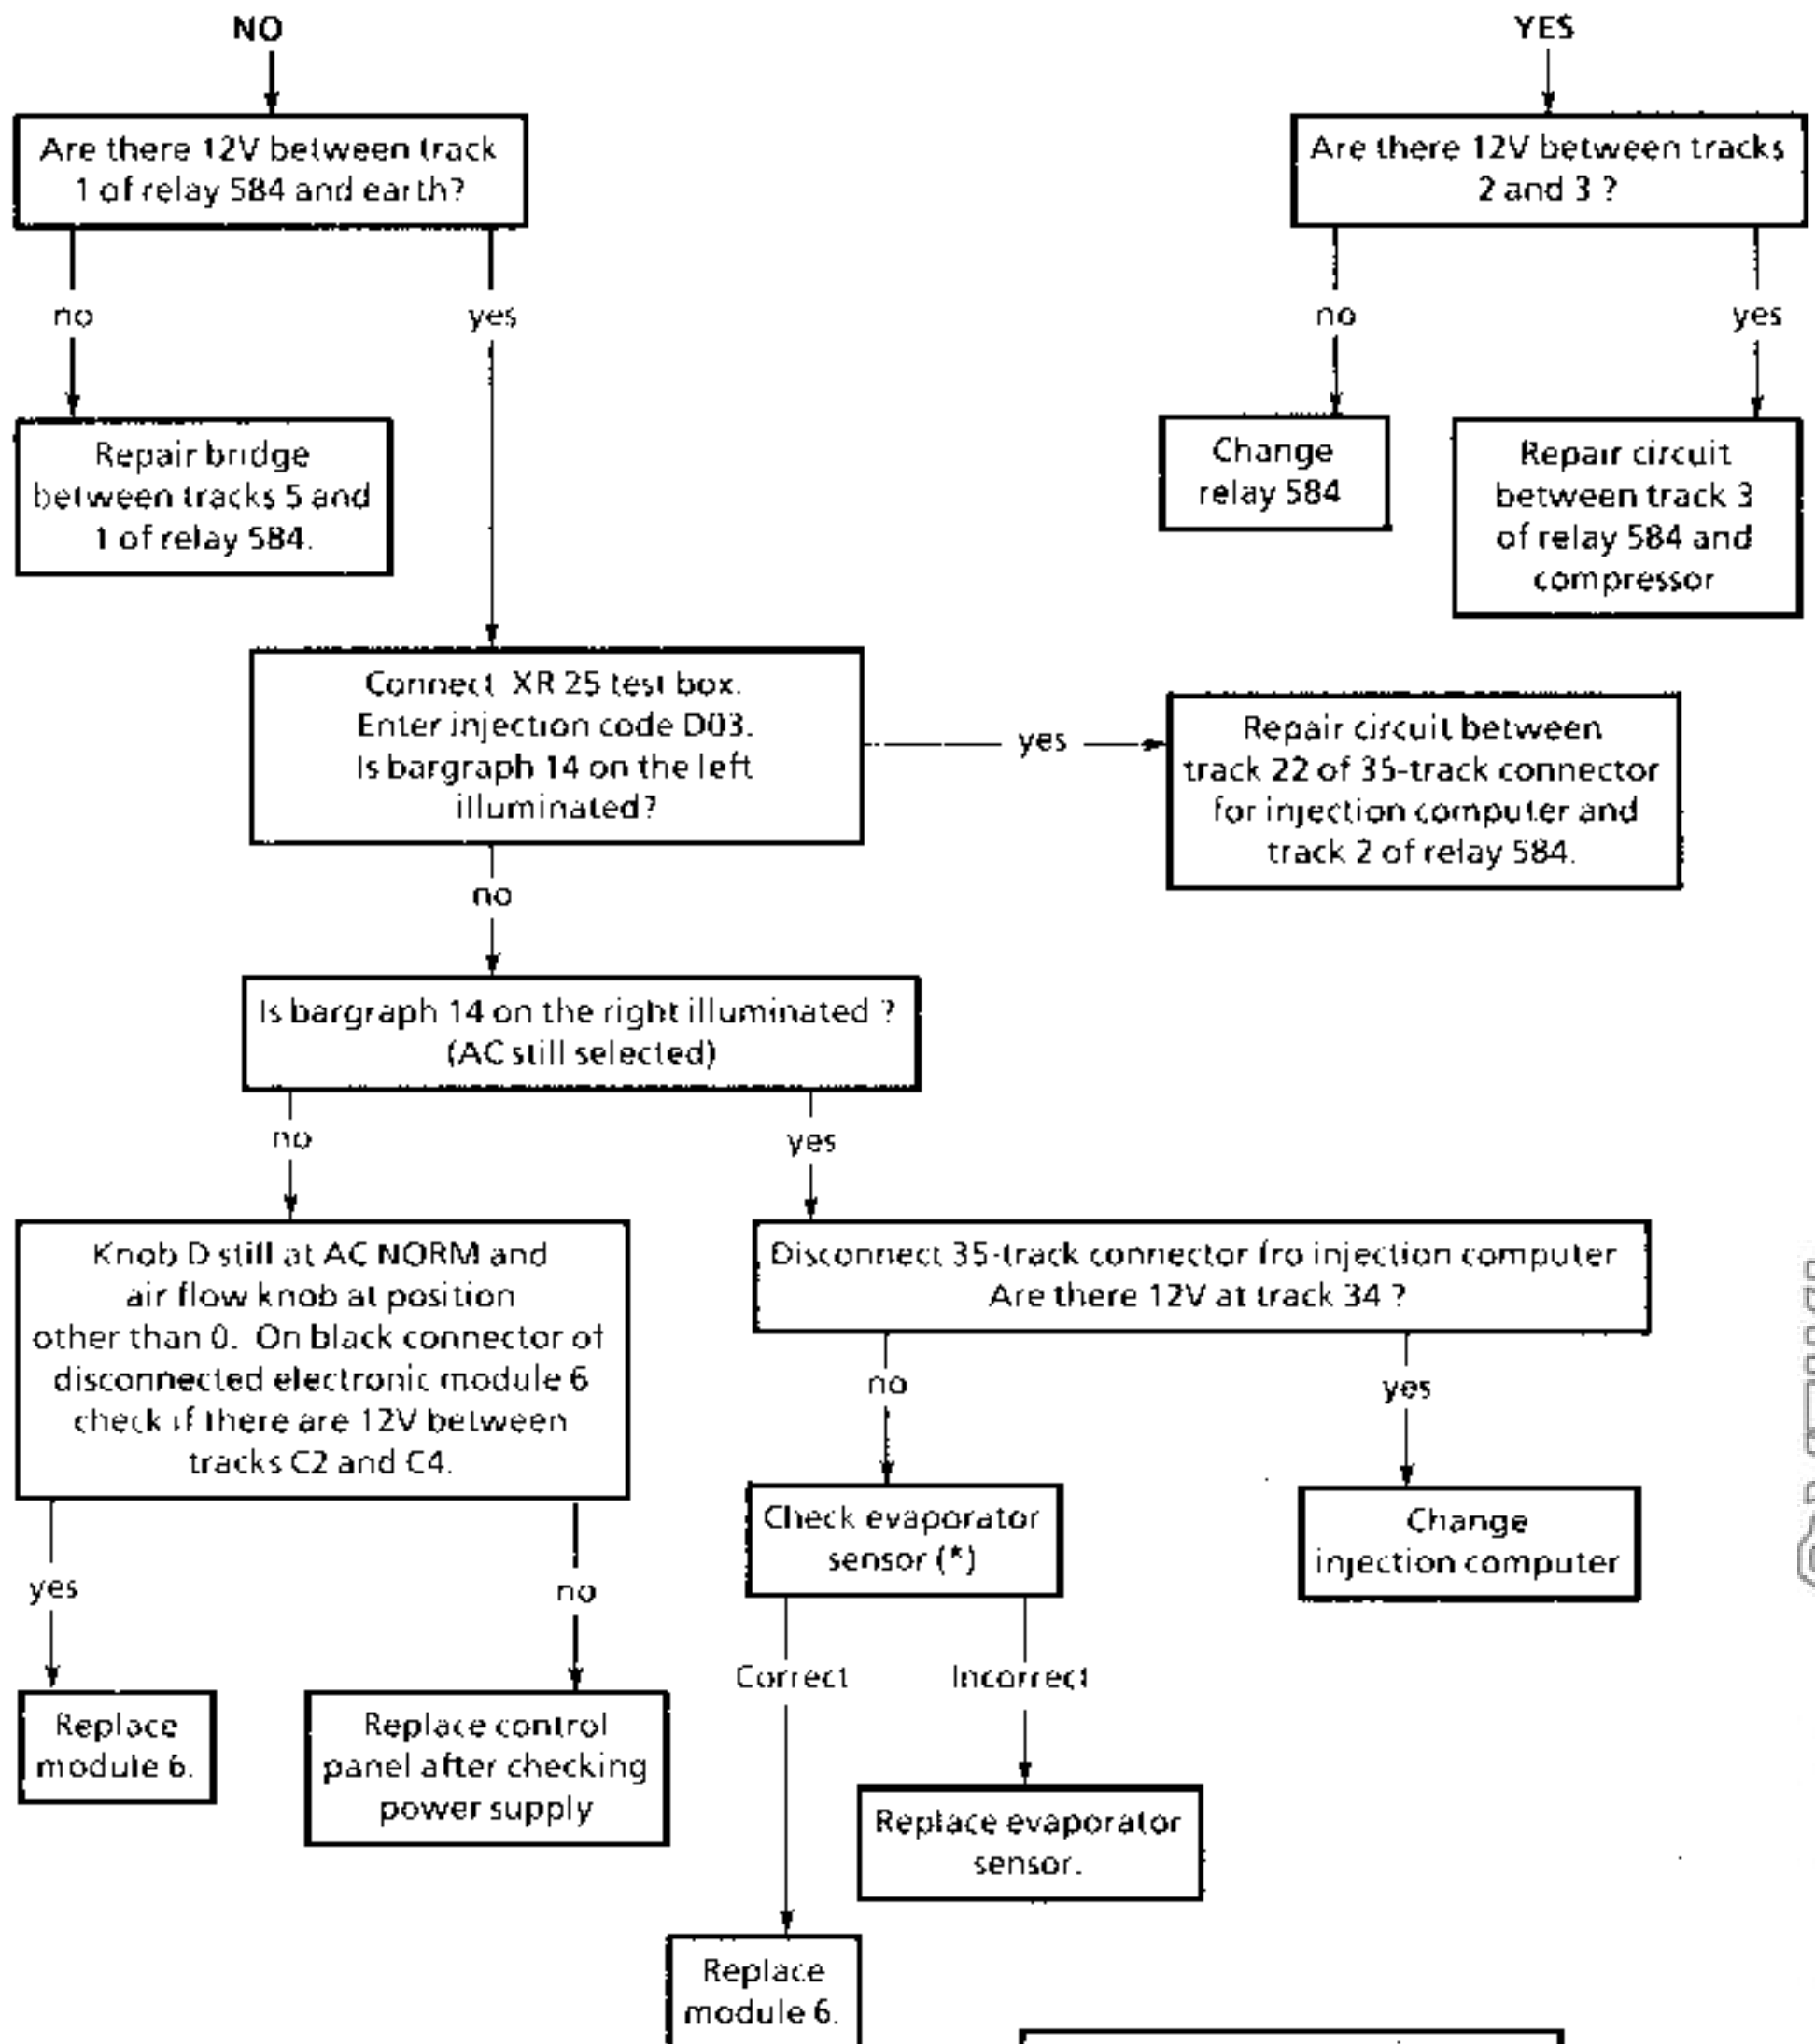 NO
YES
Are there 12V between track
1 of relay 584 and earth?
Are there 12V between tracks
2 and 3 ?
no
yes
no
yes
Repair bridge
between tracks 5 and
1 of relay 584.
Change
relay 584
Repair circuit
between track 3
of relay 584 and
compressor
Connect XR 25 test box.
Enter injection code D03.
Is bargraph 14 on the left
illuminated?
yes
Repair circuit between
track 22 of 35-track connector
for injection computer and
track 2 of relay 584.
no
Is bargraph 14 on the right illuminated ?
(AC still selected)
no
yes
Knob D still at AC NORM and
air flow knob at position
other than 0. On black connector of
disconnected electronic module 6
check if there are 12V between
tracks C2 and C4.
Disconnect 35-track connector fro injection computer
Are there 12V at track 34 ?
no
yes
Check evaporator
sensor (*)
Change
injection computer
yes
no
Correct
Incorrect
Replace
module 6.
Replace control
panel after checking
power supply
Replace evaporator
sensor.
Replace
module 6.